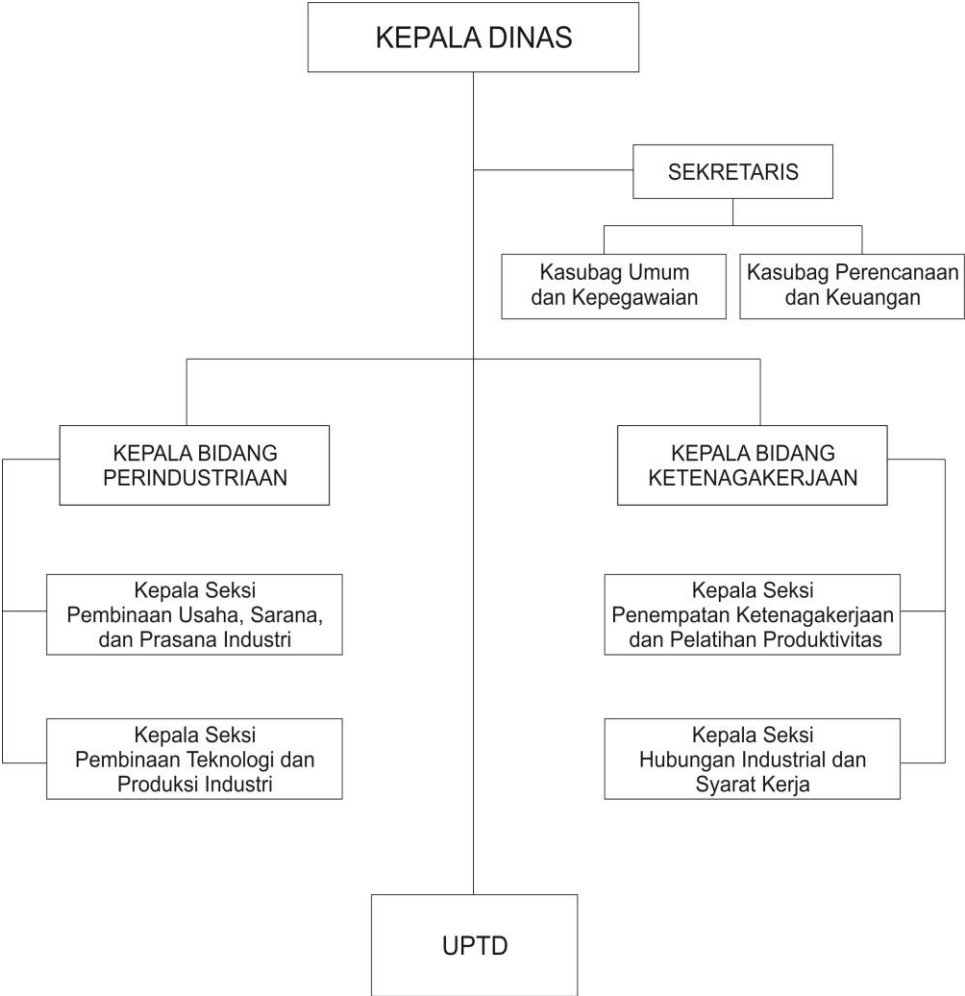 KEPALA DINAS
SEKRETARIS
Kasubag Umum
dan Kepegawaian
Kasubag Perencanaan
dan Keuangan
KEPALA BIDANG
PERINDUSTRIAAN
KEPALA BIDANG
KETENAGAKERJAAN
Kepala Seksi
Pembinaan Usaha, Sarana,
dan Prasana Industri
Kepala Seksi
Penempatan Ketenagakerjaan
dan Pelatihan Produktivitas
Kepala Seksi
Pembinaan Teknologi dan
Produksi Industri
Kepala Seksi
Hubungan Industrial dan
Syarat Kerja
UPTD